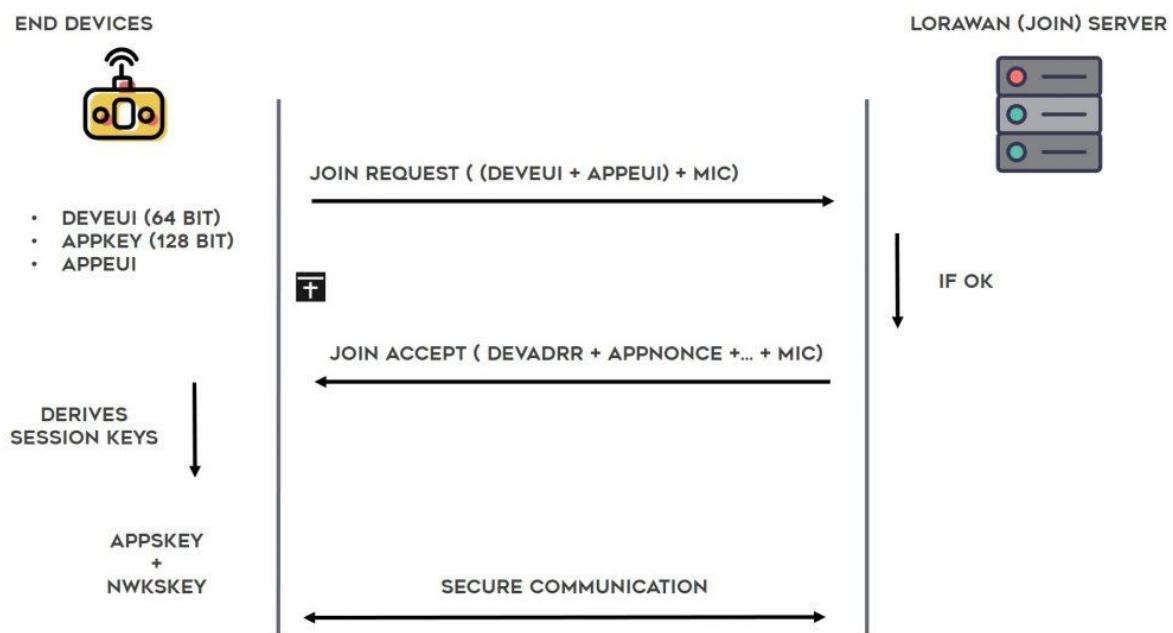 END DEVICES
LORAWAN (JOIN) SERVER
JOIN REQUEST ( (DEVEUI + APPEUI) + MIC)
• DEVEUI (64 BIT)
• APPKEY (128 BIT)
• APPEUI
IF OK
JOIN ACCEPT ( DEVADRR + APPNONCE +... + MIC)
DERIVES
SESSION KEYS
APPSKEY
+
NWKSKEY
SECURE COMMUNICATION